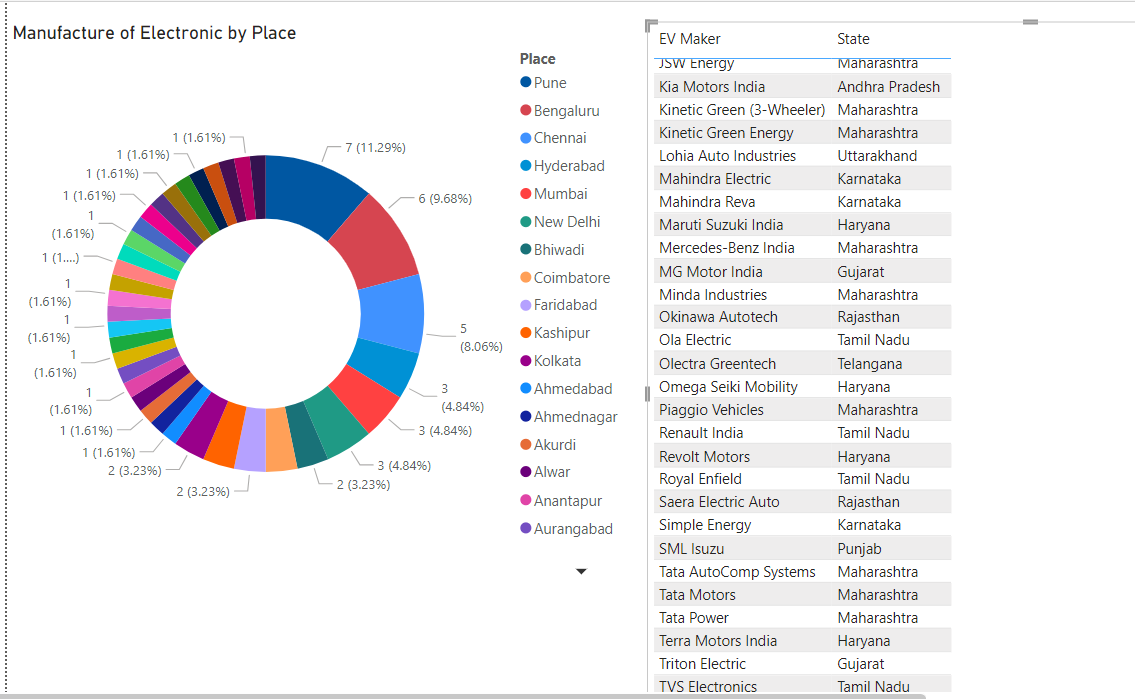 Manufacture of Electronic by Place
1 (1.61%)
7 (11.29%)
1 (1.61%)
1 (1.61%)
1 (1.61%)
6 (9.68%)
1
(1.61%)
1 (1....)
1
(1.61%)
1
(1.61%)
5
(8.06%)
1
(1.61%)
1
(1.61%)
3
(4.84%)
1 (1.61%)
3 (4.84%)
1 (1.61%)
3 (4.84%)
2 (3.23%)
2 (3.23%)
2 (3.23%)
Place
Pune
Bengaluru
Chennai
Hyderabad
Mumbai
New Delhi
Bhiwadi
Coimbatore
Faridabad
Kashipur
Kolkata
Ahmedabad
Ahmednagar
Akurdi
Alwar
Anantapur
Aurangabad
EV Maker State
JSW Energy Maharashtra
Kia Motors India Andhra Pradesh
Kinetic Green (3-Wheeler) Maharashtra
Kinetic Green Energy Maharashtra
Lohia Auto Industries Uttarakhand
Mahindra Electric Karnataka
Mahindra Reva Karnataka
Maruti Suzuki India Haryana
Mercedes-Benz India Maharashtra
MG Motor India Gujarat
Minda Industries Maharashtra
Okinawa Autotech Rajasthan
Ola Electric Tamil Nadu
Olectra Greentech Telangana
Omega Seiki Mobility Haryana
Piaggio Vehicles Maharashtra
Renault India Tamil Nadu
Revolt Motors Haryana
Royal Enfield Tamil Nadu
Saera Electric Auto Rajasthan
Simple Energy Karnataka
SML Isuzu Punjab
Tata AutoComp Systems Maharashtra
Tata Motors Maharashtra
Tata Power Maharashtra
Terra Motors India Haryana
Triton Electric Gujarat
TVS Electronics Tamil Nadu